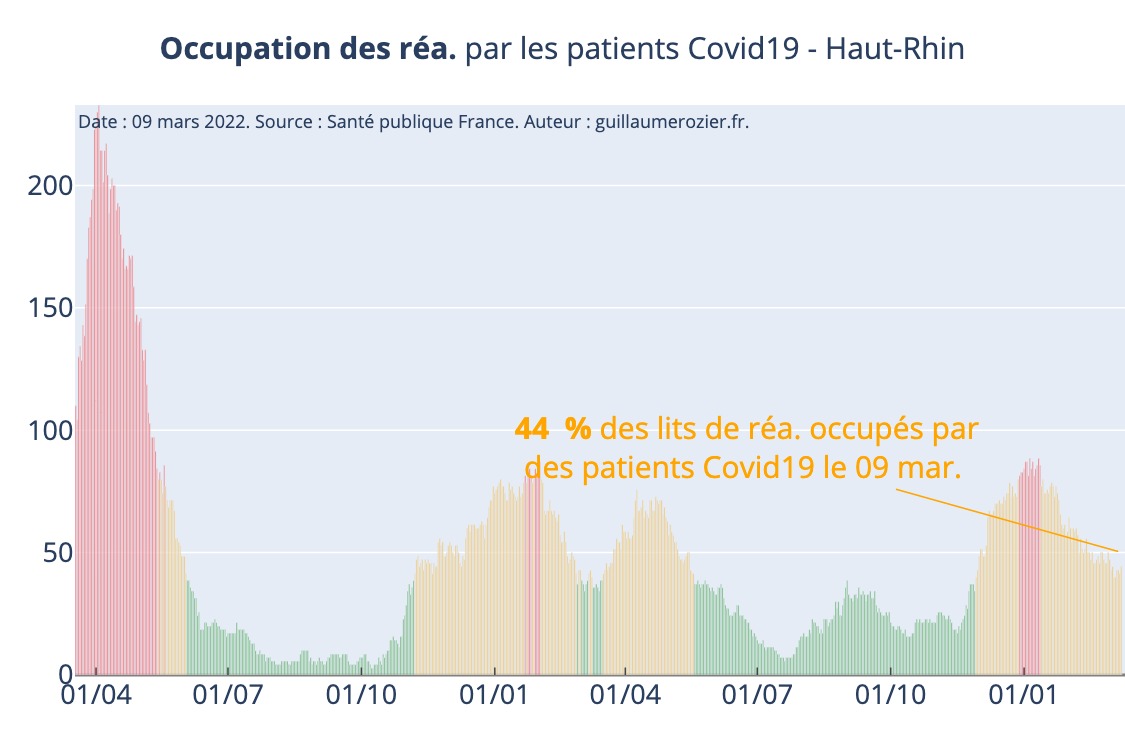 Occupation des réa. par les patients Covid19 - Haut-Rhin
Date : 09 mars 2022. Source : Santé publique France. Auteur : guillaumerozier.fr.
200
150
100
44  % des lits de réa. occupés par
des patients Covid19 le 09 mar.
50
0
01/04 01/07 01/10 01/01 01/04 01/07 01/10 01/01